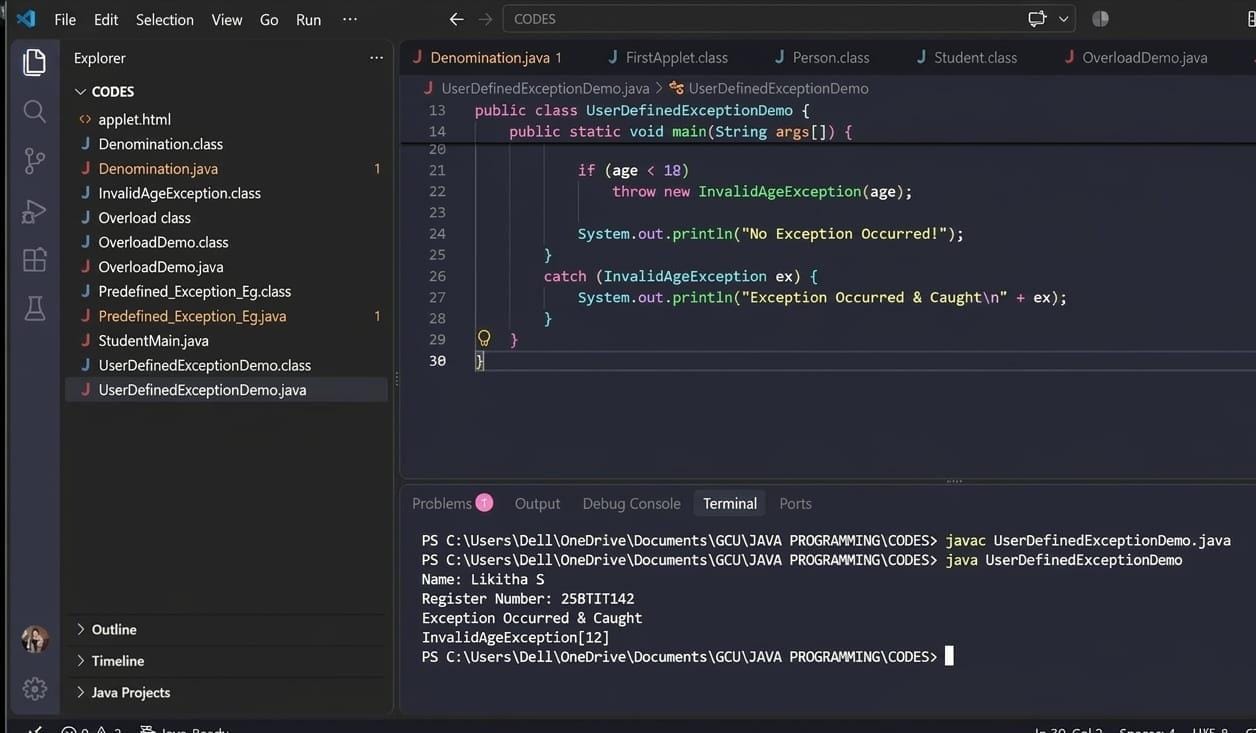 File Edit Selection View Go Run ...
CODES
Explorer ...
CODES
applet.html
Denomination.class
Denomination.java 1
InvalidAgeException.class
Overload class
OverloadDemo.class
OverloadDemo.java
Predefined_Exception_Eg.class
Predefined_Exception_Eg.java 1
StudentMain.java
UserDefinedExceptionDemo.class
UserDefinedExceptionDemo.java
Outline
Timeline
Java Projects
Denomination.java 1 FirstApplet.class Person.class Student.class OverloadDemo.java
UserDefinedExceptionDemo.java > UserDefinedExceptionDemo
13 public class UserDefinedExceptionDemo {
14 public static void main(String args[]) {
20
21 if (age < 18)
22 throw new InvalidAgeException(age);
23
24 System.out.println("No Exception Occurred!");
25 }
26 catch (InvalidAgeException ex) {
27 System.out.println("Exception Occurred & Caught\n" + ex);
28 }
29 }
30 }
Problems 1 Output Debug Console Terminal Ports
PS C:\Users\Dell\OneDrive\Documents\GCU\JAVA PROGRAMMING\CODES> javac UserDefinedExceptionDemo.java
PS C:\Users\Dell\OneDrive\Documents\GCU\JAVA PROGRAMMING\CODES> java UserDefinedExceptionDemo
Name: Likitha S
Register Number: 25BTIT142
Exception Occurred & Caught
InvalidAgeException[12]
PS C:\Users\Dell\OneDrive\Documents\GCU\JAVA PROGRAMMING\CODES>